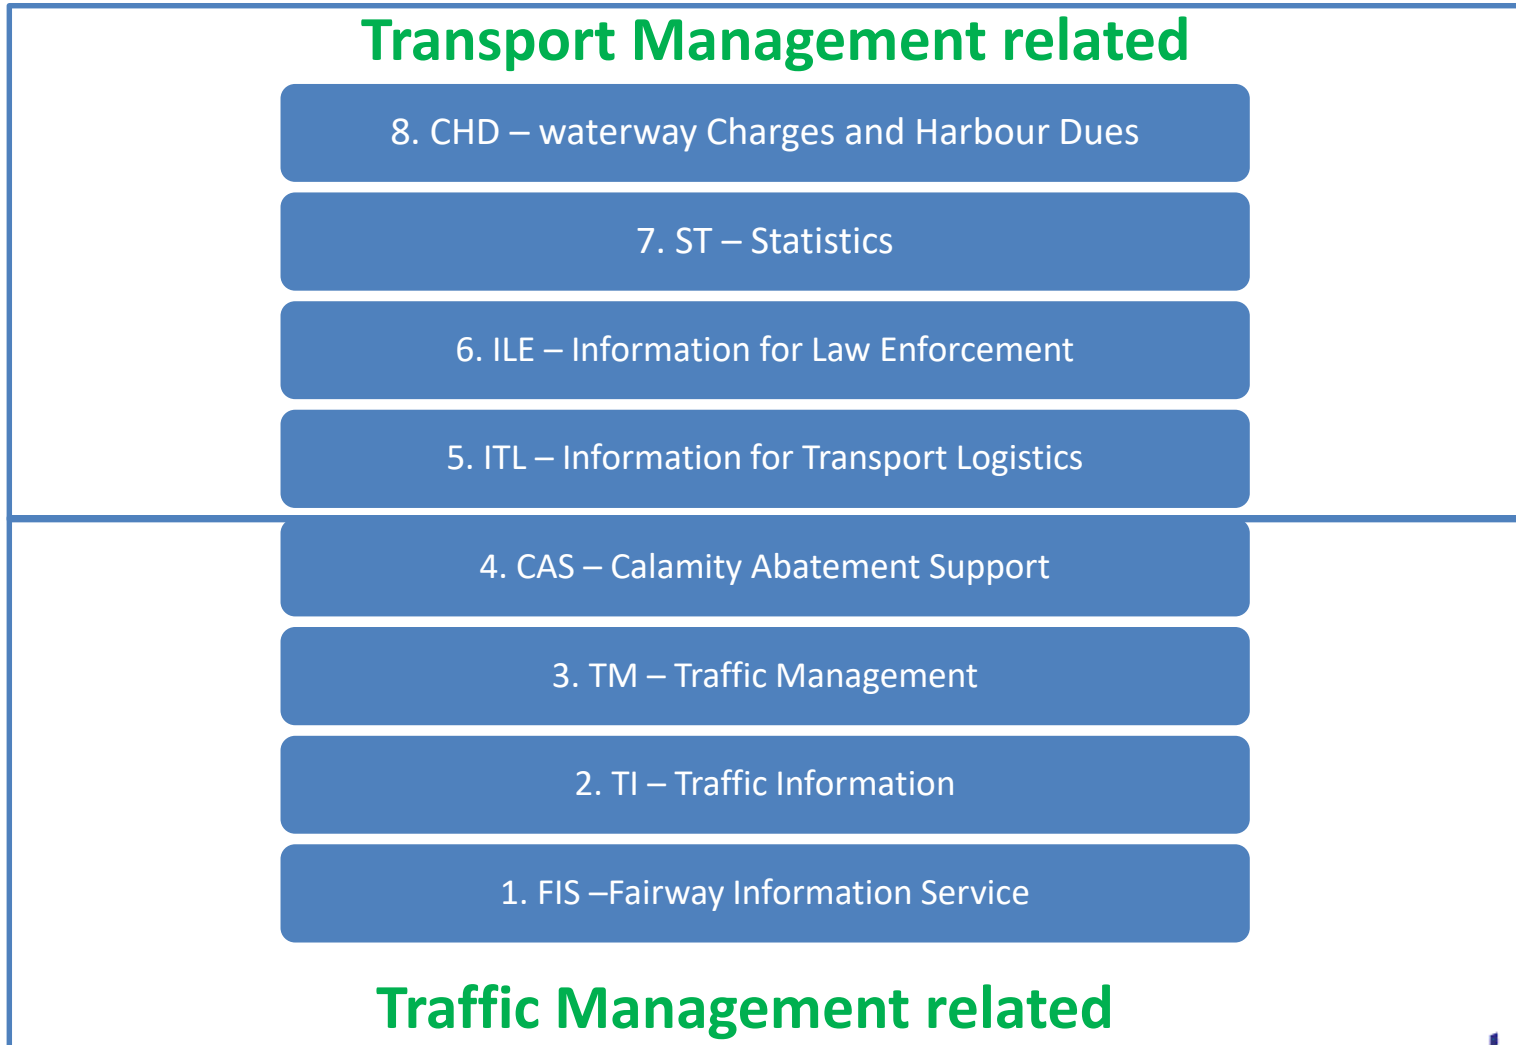 Transport Management related
8. CHD – waterway Charges and Harbour Dues
7. ST – Statistics
6. ILE – Information for Law Enforcement
5. ITL – Information for Transport Logistics
4. CAS – Calamity Abatement Support
3. TM – Traffic Management
2. TI – Traffic Information
1. FIS –Fairway Information Service
Traffic Management related